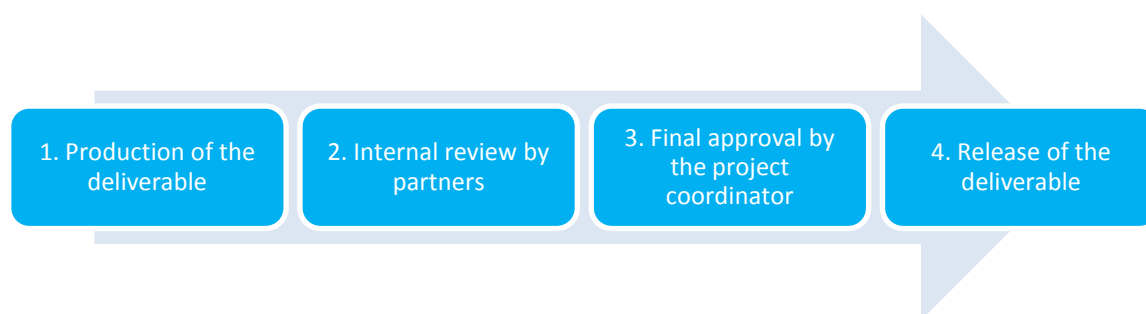 1. Production of the
deliverable
2. Internal review by
partners
3. Final approval by
the project
coordinator
4. Release of the
deliverable